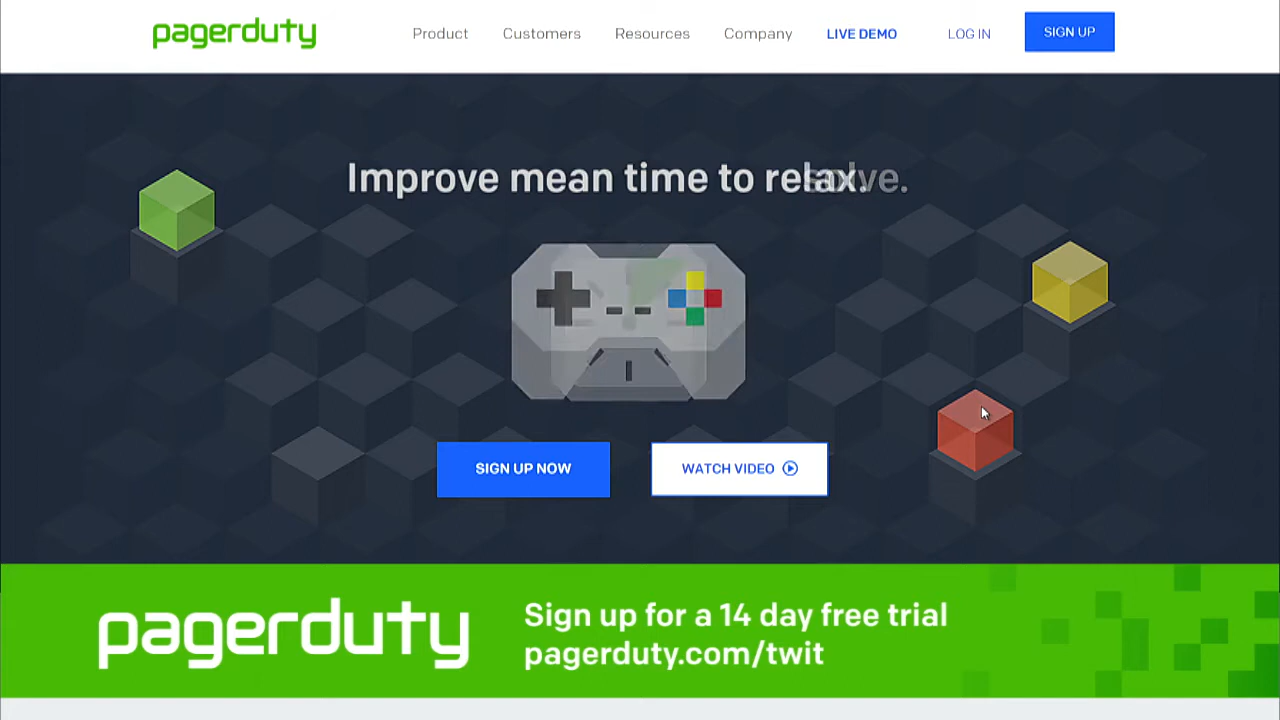 pagerduty
Product Customers Resources Company LIVE DEMO LOG IN SIGN UP
Improve mean time to relax.
SIGN UP NOW WATCH VIDEO
pagerduty
Sign up for a 14 day free trial
pagerduty.com/twit